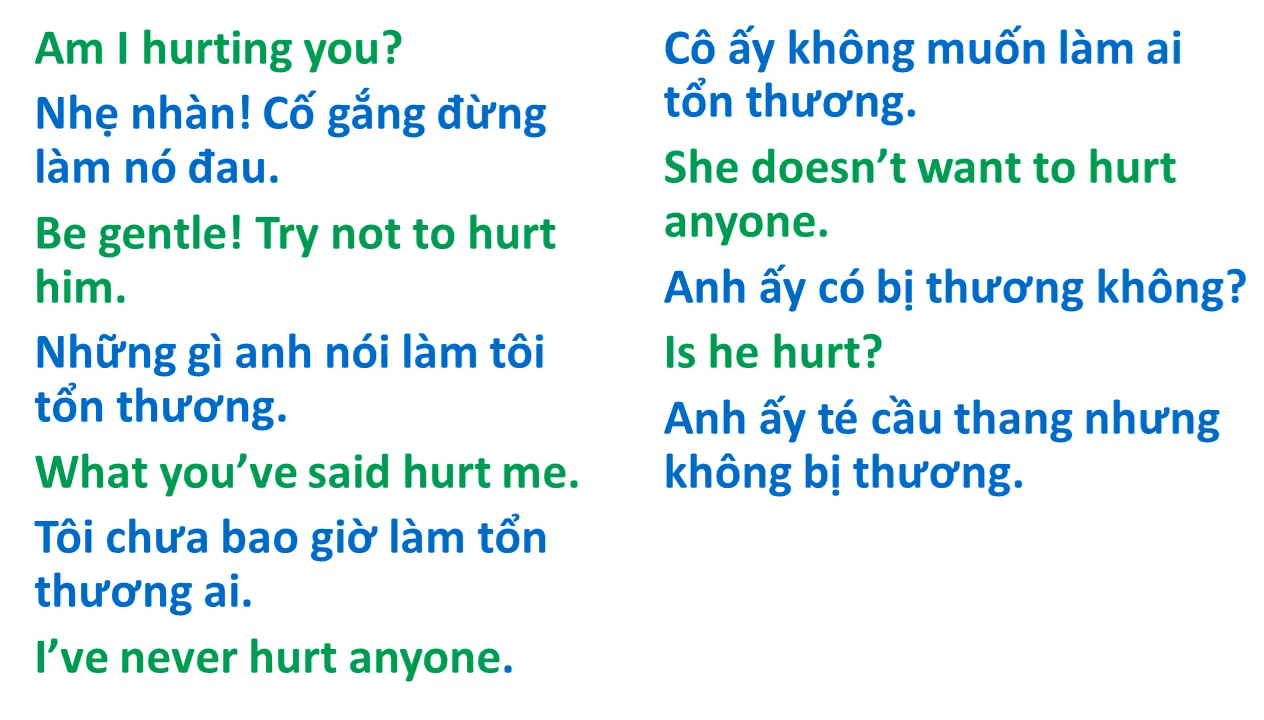 Am I hurting you?
Nhẹ nhàn! Cố gắng đừng
làm nó đau.
Be gentle! Try not to hurt
him.
Những gì anh nói làm tôi
tổn thương.
What you’ve said hurt me.
Tôi chưa bao giờ làm tổn
thương ai.
I’ve never hurt anyone.
Cô ấy không muốn làm ai
tổn thương.
She doesn’t want to hurt
anyone.
Anh ấy có bị thương không?
Is he hurt?
Anh ấy té cầu thang nhưng
không bị thương.